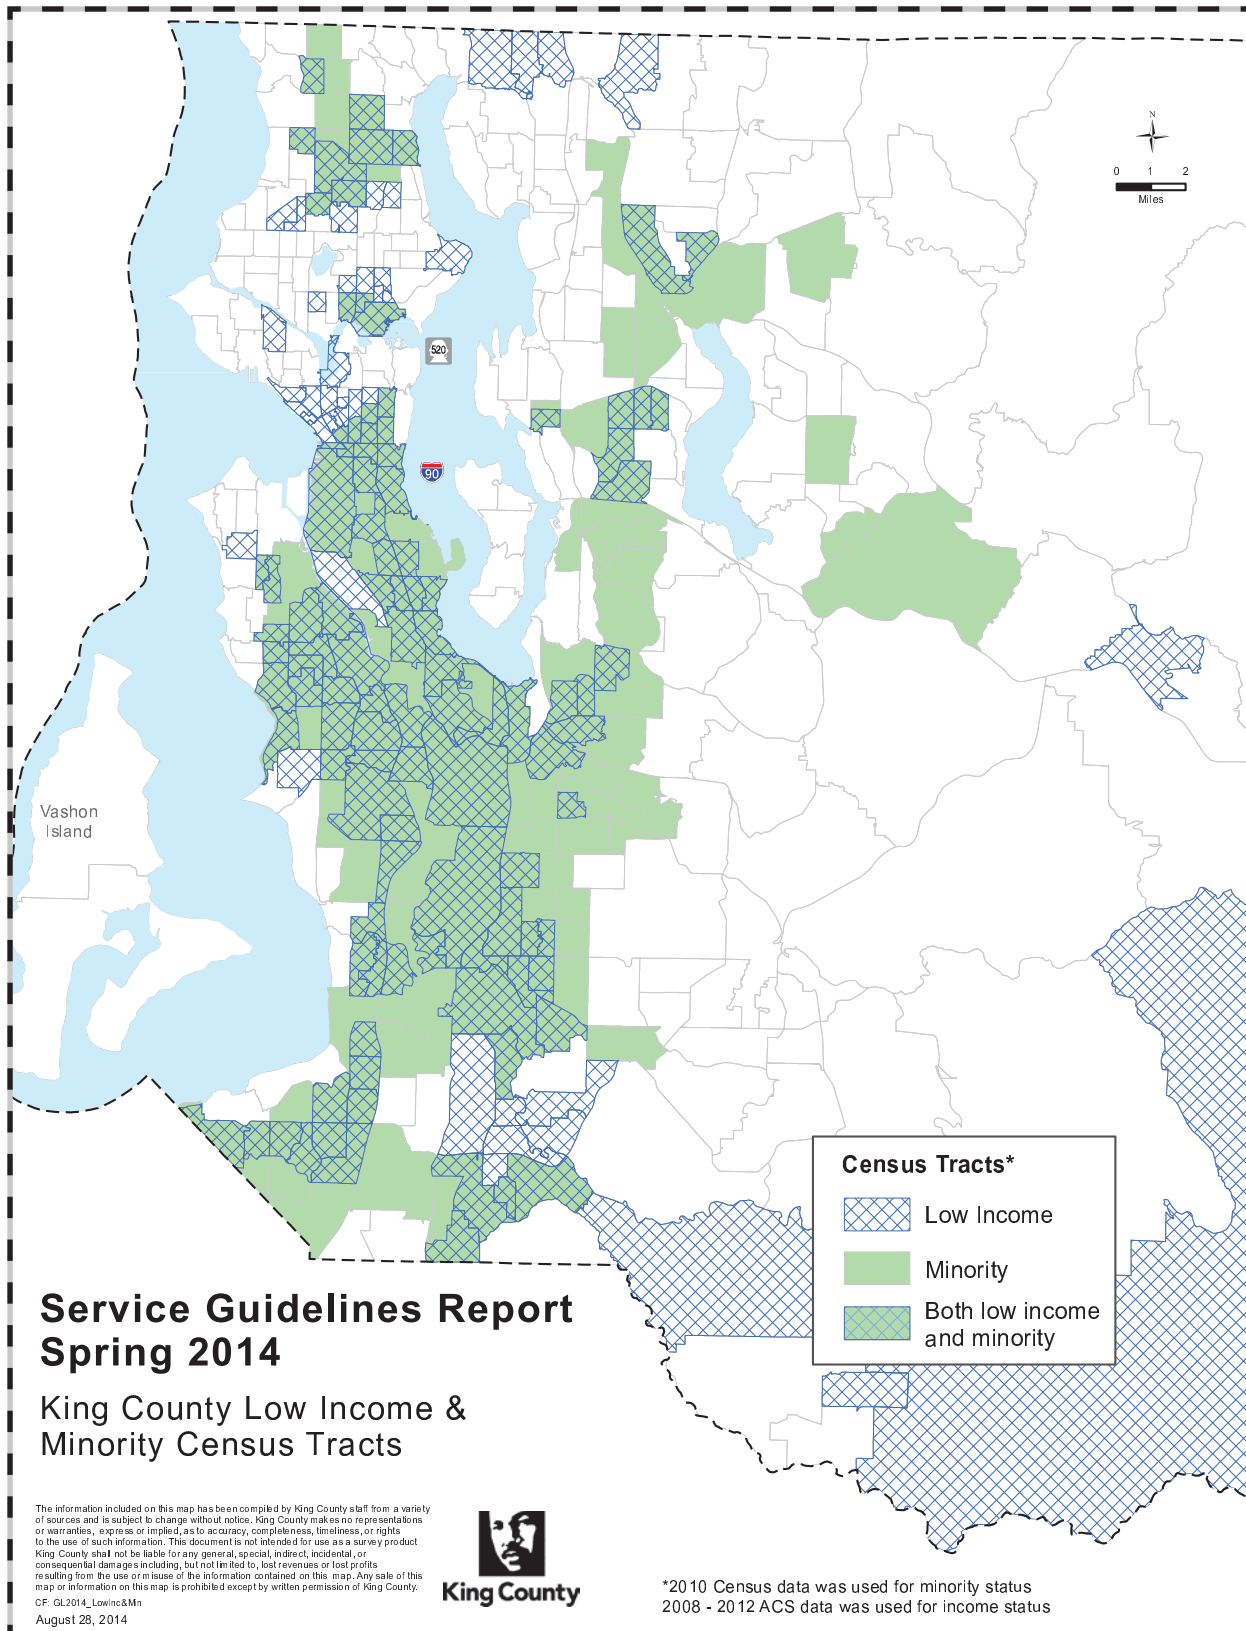 N
0 1 2
Miles
520
90
Vashon
Island
Census Tracts*
Low Income
Minority
Both low income
and minority
Service Guidelines Report
Spring 2014
King County Low Income &
Minority Census Tracts
The information included on this map has been compiled by King County staff from a variety
of sources and is subject to change without notice. King County makes no representations
or warranties, express or implied, as to accuracy, completeness, timeliness, or rights
to the use of such information. This document is not intended for use as a survey product
King County shall not be liable for any general, special, indirect, incidental, or
consequential damages including, but not limited to, lost revenues or lost profits
resulting from the use or misuse of the information contained on this map. Any sale of this
map or information on this map is prohibited except by written permission of King County.
CF: GL2014_LowInc&Min
August 28, 2014
King County
*2010 Census data was used for minority status
2008 - 2012 ACS data was used for income status